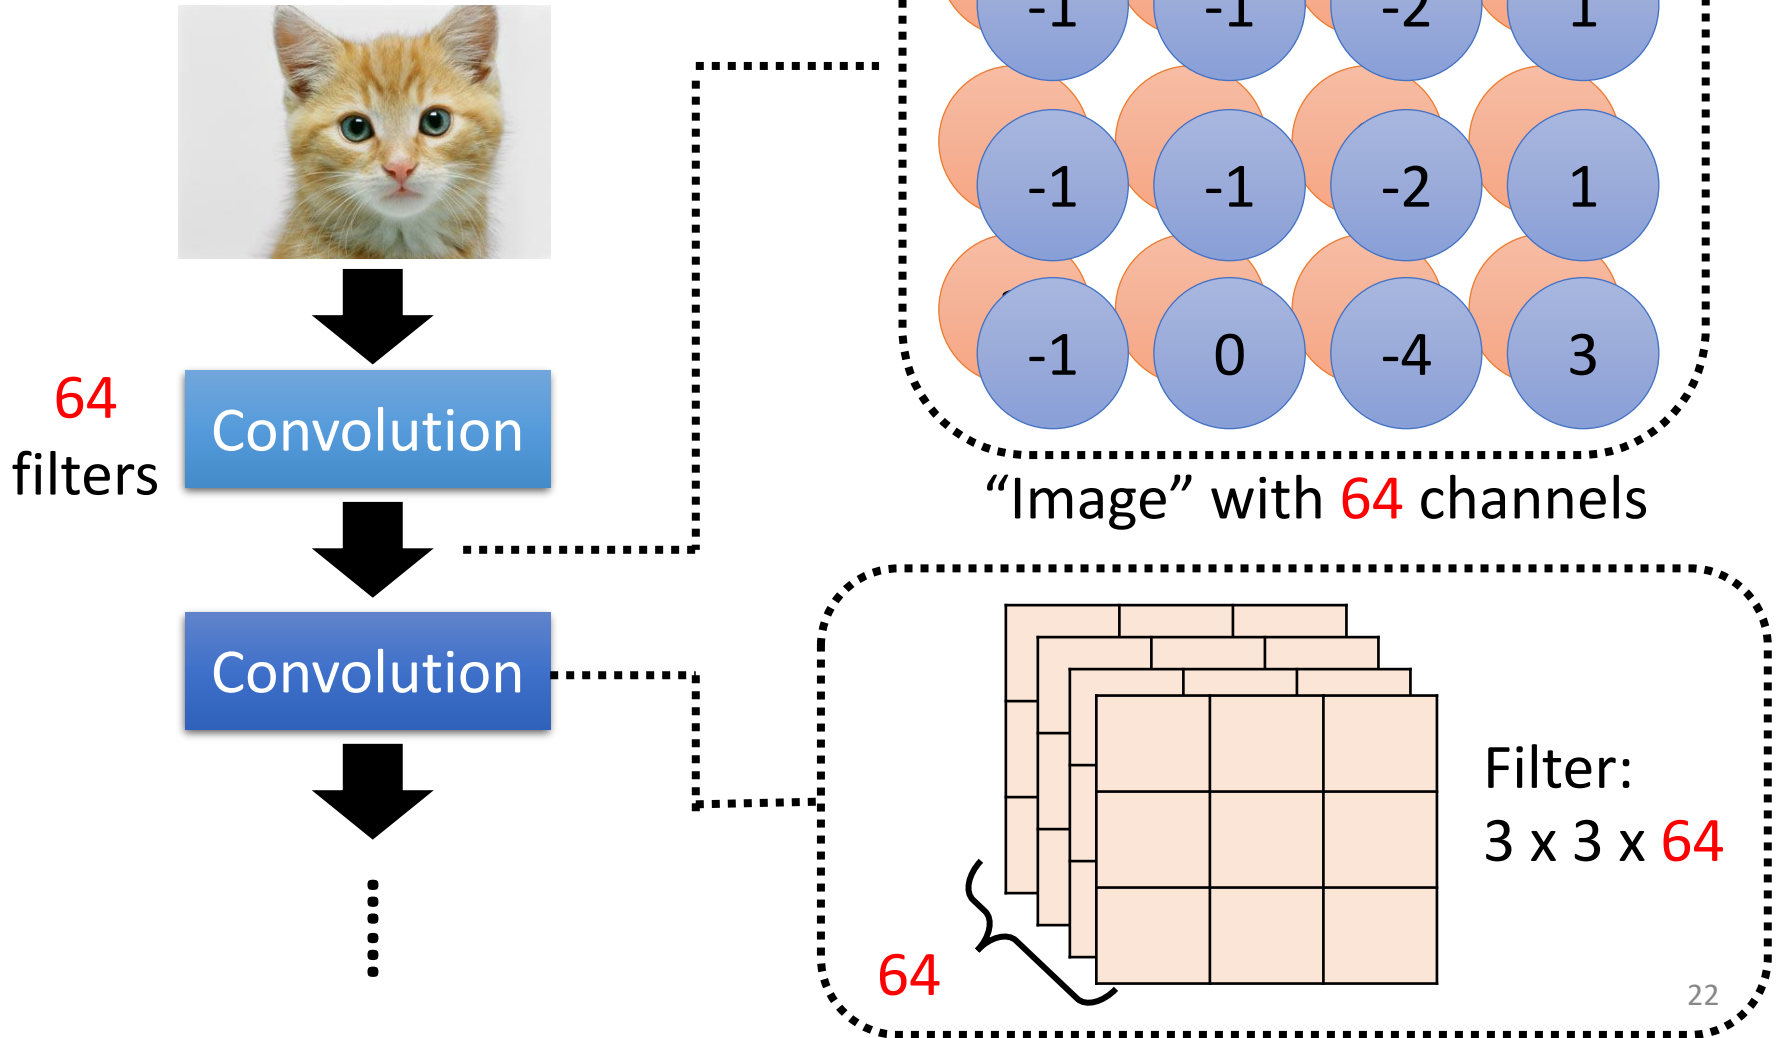 -1 -1 -2 1
-1 -1 -2 1
-1 0 -4 3
“Image” with 64 channels
64
filters
Convolution
Convolution
Filter:
3 x 3 x 64
64
22